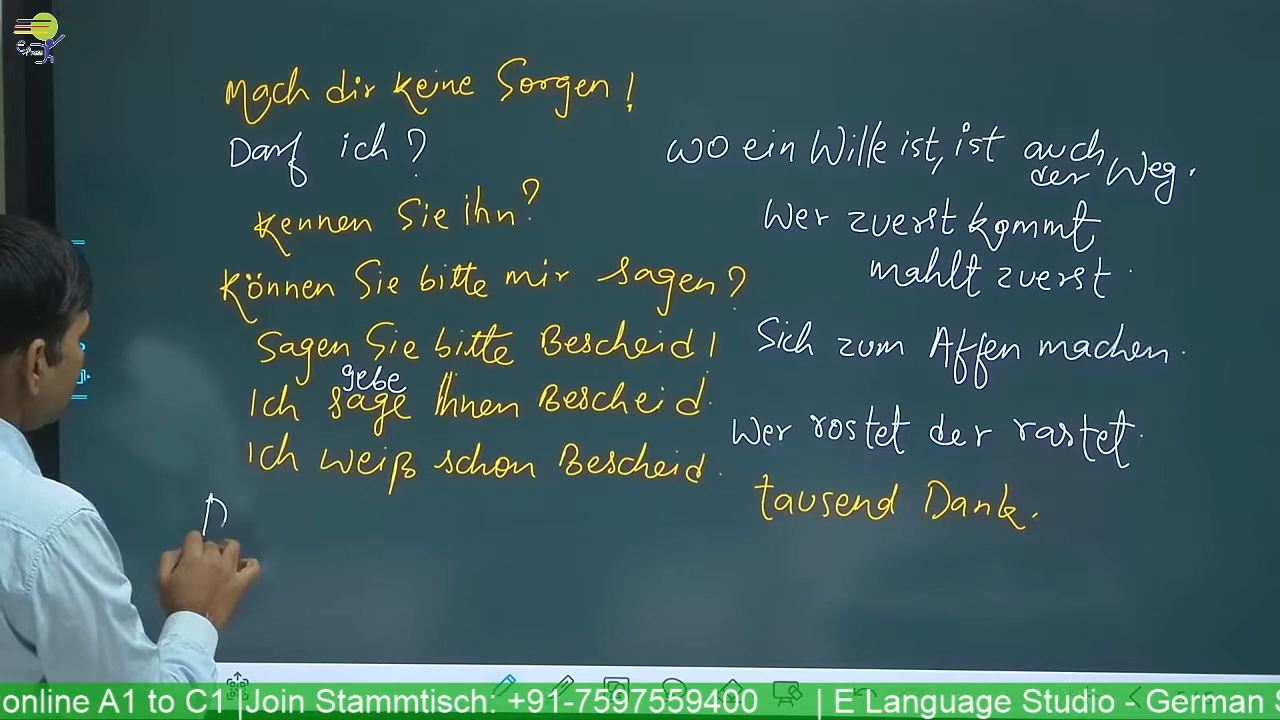 Mach dir keine Sorgen!
Darf ich?
Kennen Sie ihn?
Können Sie bitte mir sagen?
Sagen Sie bitte Bescheid!
gebe
Ich sage Ihnen Bescheid.
Ich weiß schon Bescheid.
wo ein Wille ist, ist auch
der Weg.
Wer zuerst kommt,
mahlt zuerst.
Sich zum Affen machen.
Wer rostet der rastet.
tausend Dank.
online A1 to C1 |Join Stammtisch: +91-7597559400 | E Language Studio - German S